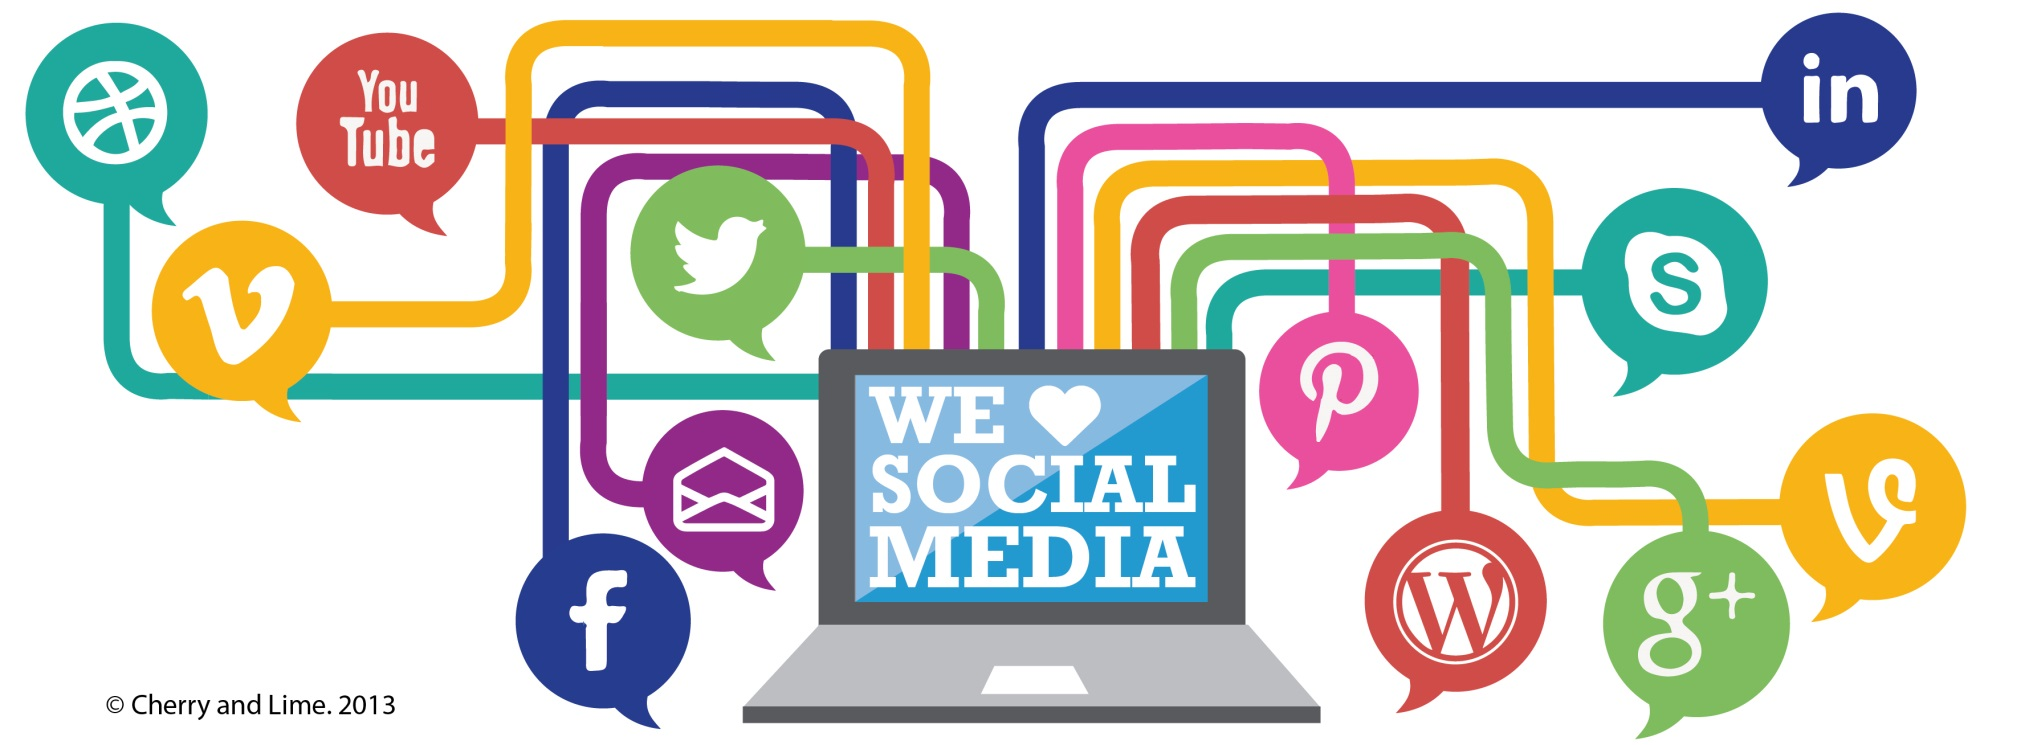 You
Tube
in
S
WE
SOCIAL
MEDIA
f
W
g+
© Cherry and Lime. 2013